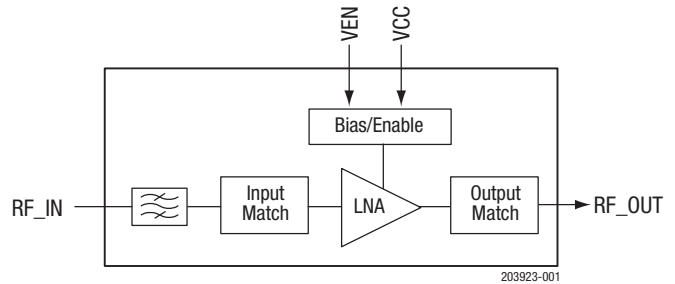 VEN
VCC
Bias/Enable
RF_IN
Input
Match
LNA
Output
Match
RF_OUT
203923-001